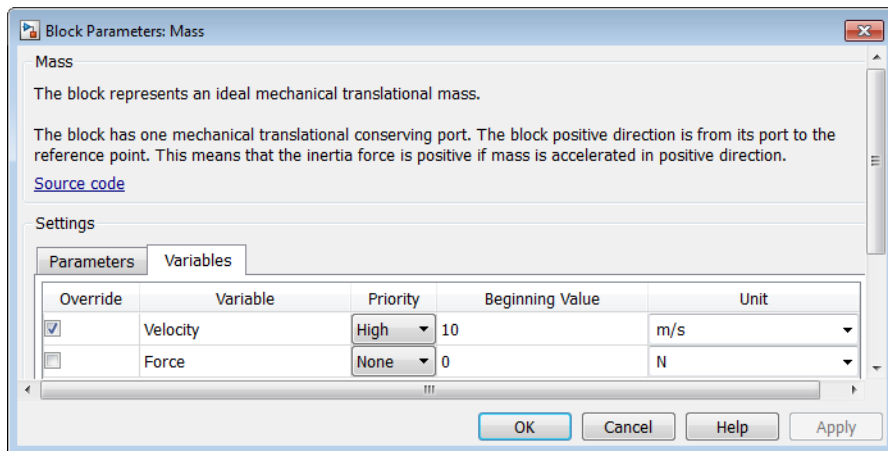 Block Parameters: Mass
Mass
The block represents an ideal mechanical translational mass.
The block has one mechanical translational conserving port. The block positive direction is from its port to the
reference point. This means that the inertia force is positive if mass is accelerated in positive direction.
Source code
Settings
Parameters Variables
Override Variable Priority Beginning Value Unit
Velocity High 10 m/s
Force None 0 N
OK Cancel Help Apply